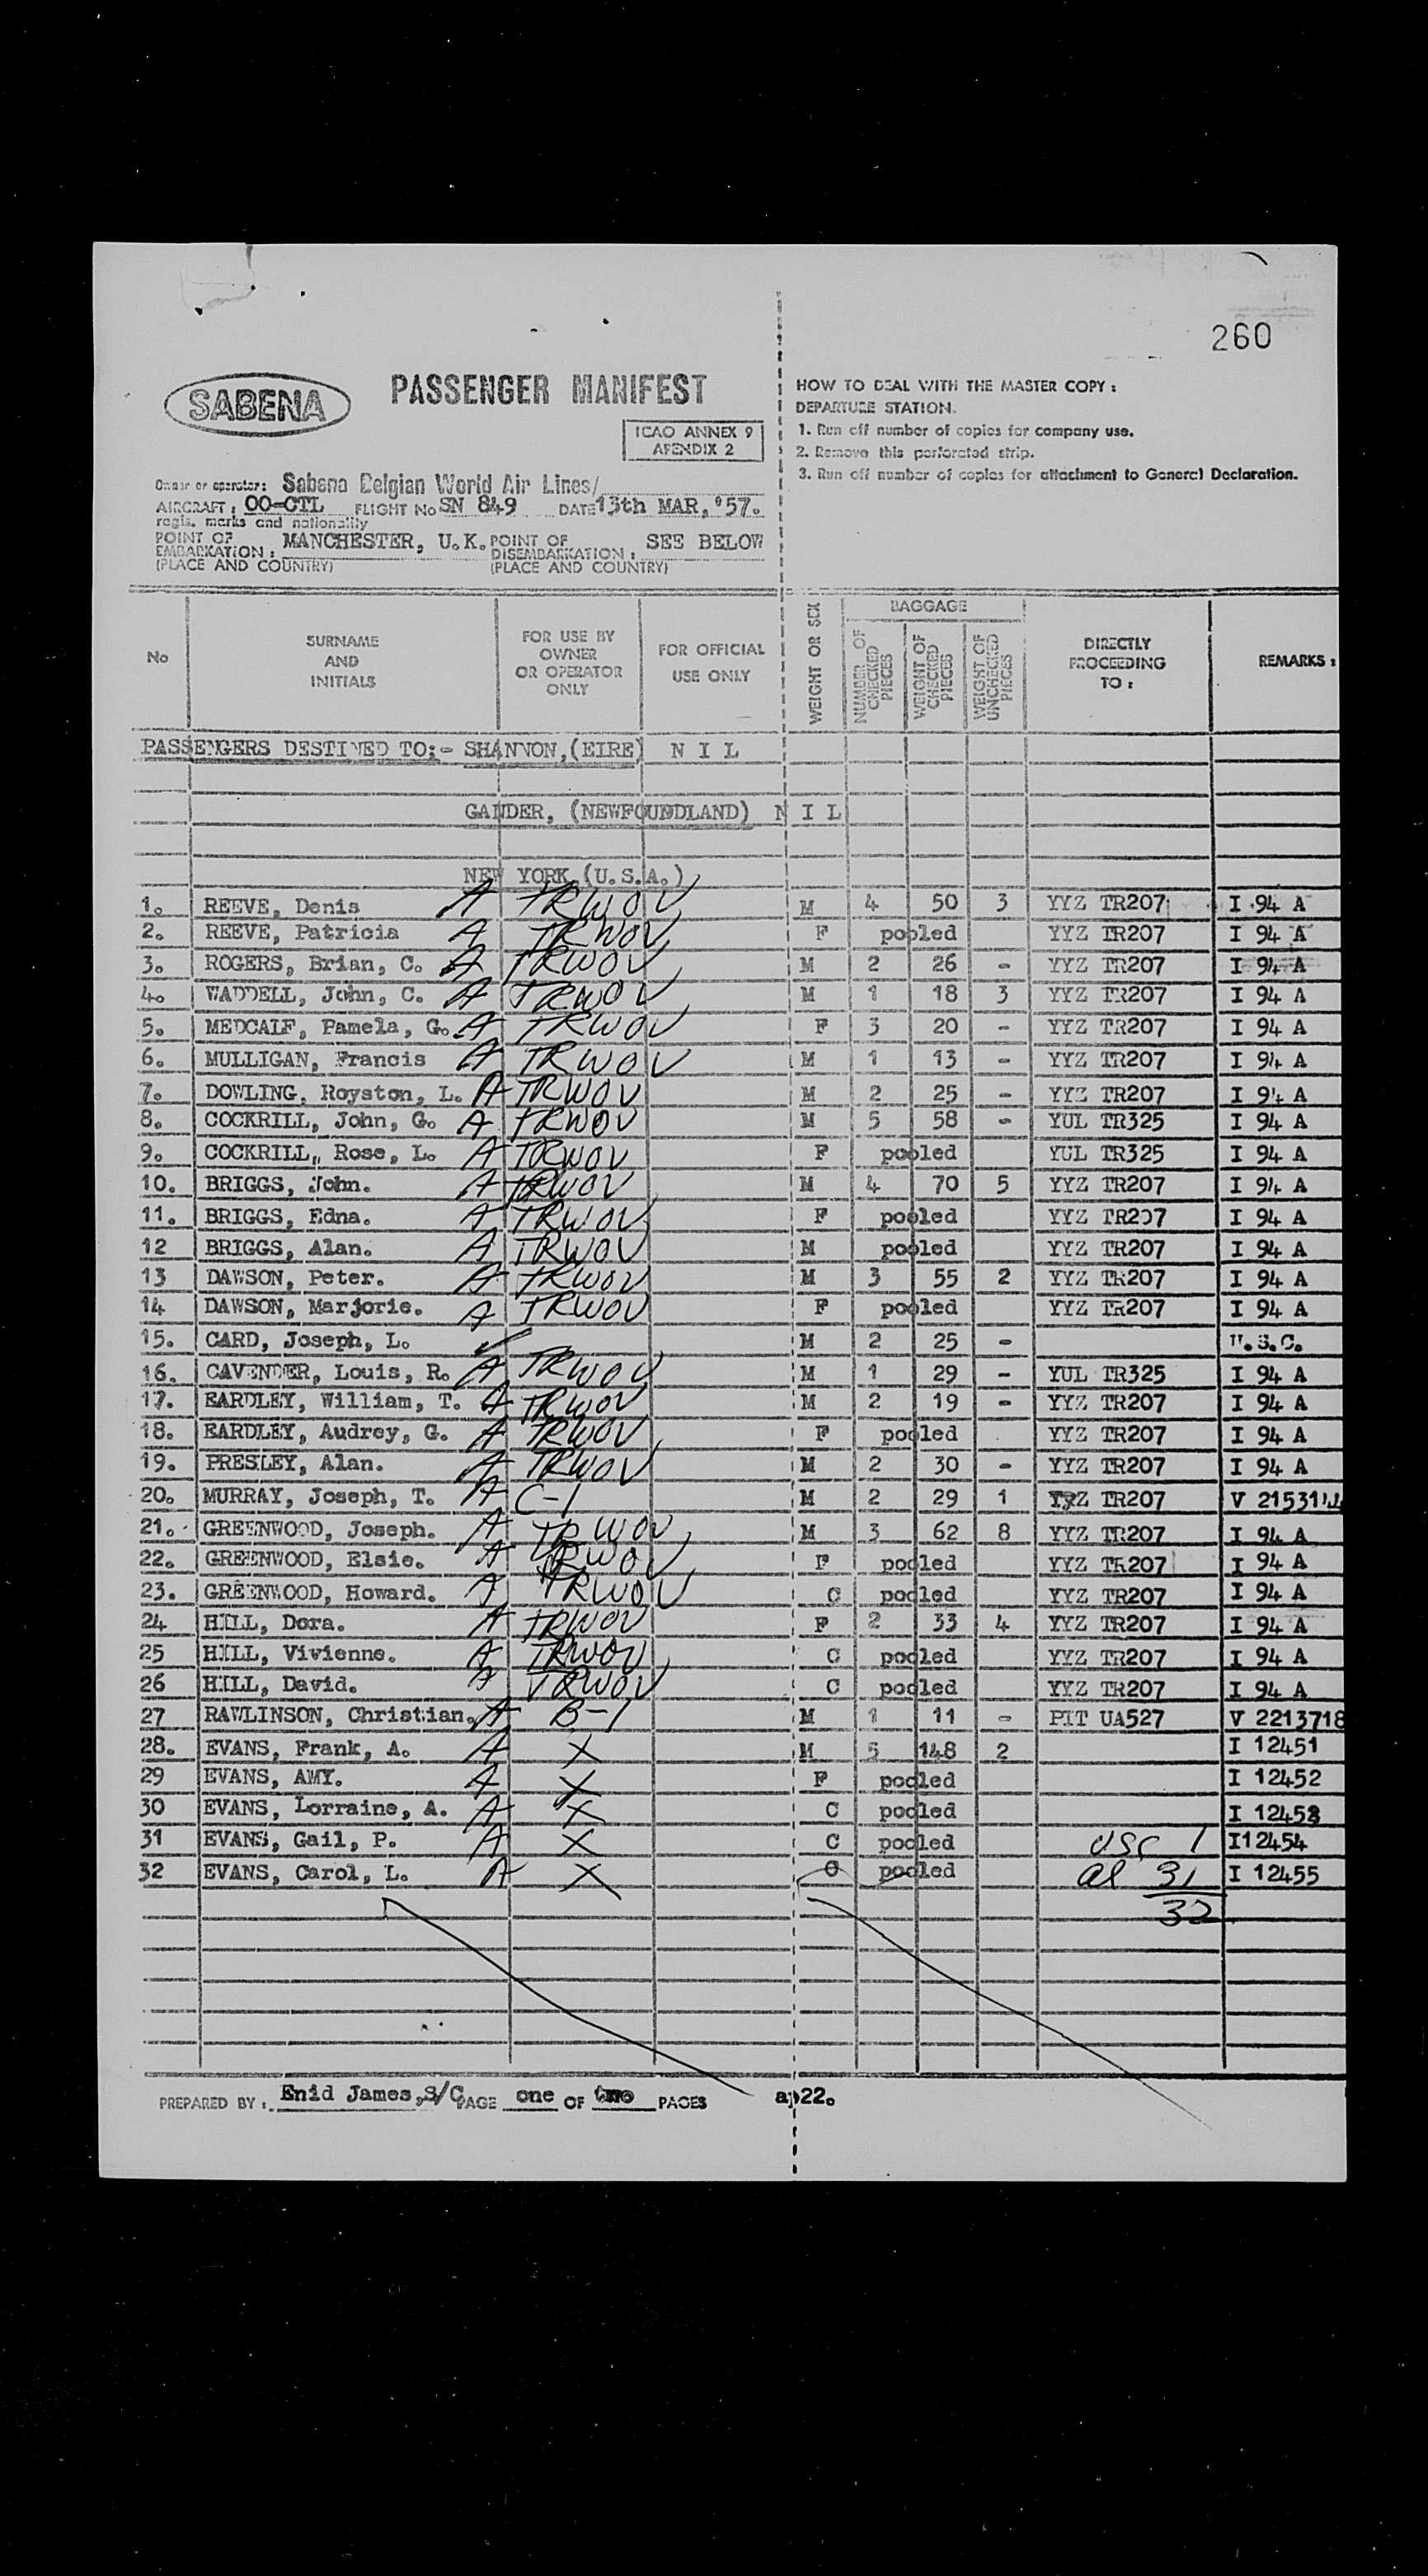 260
SABENA
PASSENGER MANIFEST
ICAO ANNEX 9
APENDIX 2
HOW TO DEAL WITH THE MASTER COPY :
DEPARTURE STATION.
1. Run off number of copies for company use.
2. Remove this perforated strip.
3. Run off number of copies for attachment to General Declaration.
Owner or operator: Sabena Belgian World Air Lines/
AIRCRAFT : OO-CTL FLIGHT No SN 849 DATE 13th MAR, '57.
regis. marks and nationality
POINT OF EMBARKATION : MANCHESTER, U.K. POINT OF DISEMBARKATION : SEE BELOW
(PLACE AND COUNTRY) (PLACE AND COUNTRY)
No SURNAME AND INITIALS FOR USE BY OWNER OR OPERATOR ONLY FOR OFFICIAL USE ONLY WEIGHT OR SEX BAGGAGE NUMBER OF CHECKED PIECES WEIGHT OF CHECKED PIECES WEIGHT OF UNCHECKED PIECES DIRECTLY PROCEEDING TO : REMARKS :
PASSENGERS DESTINED TO:- SHANNON,(EIRE) N I L
GANDER, (NEWFOUNDLAND) N I L
NEW YORK,(U.S.A.)
1. REEVE, Denis A TRWOV M 4 50 3 YYZ TR207 I 94 A
2. REEVE, Patricia A TRWOV F pooled YYZ TR207 I 94 A
3. ROGERS, Brian, C. A TRWOV M 2 26 - YYZ TR207 I 94 A
4. WADDELL, John, C. A TRWOV M 1 18 3 YYZ TR207 I 94 A
5. MEDCALF, Pamela, G. A TRWOV F 3 20 - YYZ TR207 I 94 A
6. MULLIGAN, Francis A TRWOV M 1 13 - YYZ TR207 I 94 A
7. DOWLING, Royston, L. A TRWOV M 2 25 - YYZ TR207 I 94 A
8. COCKRILL, John, G. A TRWOV M 5 58 - YUL TR325 I 94 A
9. COCKRILL, Rose, L. A TRWOV F pooled YUL TR325 I 94 A
10. BRIGGS, John. A TRWOV M 4 70 5 YYZ TR207 I 94 A
11. BRIGGS, Edna. A TRWOV F pooled YYZ TR207 I 94 A
12 BRIGGS, Alan. A TRWOV M pooled YYZ TR207 I 94 A
13 DAWSON, Peter. A TRWOV M 3 55 2 YYZ TR207 I 94 A
14 DAWSON, Marjorie. A TRWOV F pooled YYZ TR207 I 94 A
15. CARD, Joseph, L. ✓ M 2 25 - U.S.C.
16. CAVENDER, Louis, R. A TRWOV M 1 29 - YUL TR325 I 94 A
17. EARDLEY, William, T. A TRWOV M 2 19 - YYZ TR207 I 94 A
18. EARDLEY, Audrey, G. A TRWOV F pooled YYZ TR207 I 94 A
19. PRESLEY, Alan. A TRWOV M 2 30 - YYZ TR207 I 94 A
20. MURRAY, Joseph, T. A C-1 M 2 29 1 YYZ TR207 V 215314
21. GREENWOOD, Joseph. A TRWOV M 3 62 8 YYZ TR207 I 94 A
22. GREENWOOD, Elsie. A TRWOV F pooled YYZ TR207 I 94 A
23. GREENWOOD, Howard. A TRWOV C pooled YYZ TR207 I 94 A
24 HILL, Dora. A TRWOV F 2 33 4 YYZ TR207 I 94 A
25 HILL, Vivienne. A TRWOV C pooled YYZ TR207 I 94 A
26 HILL, David. A TRWOV C pooled YYZ TR207 I 94 A
27 RAWLINSON, Christian. A B-1 M 1 11 - PIT UA527 V 2213718
28. EVANS, Frank, A. A X M 5 148 2 I 12451
29 EVANS, AMY. A X F pooled I 12452
30 EVANS, Lorraine, A. A X C pooled I 12453
31 EVANS, Gail, P. A X C pooled USC 1 I12454
32 EVANS, Carol, L. A X C pooled al 31 I 12455
32
PREPARED BY : Enid James,S/C PAGE one OF two PAGES ap22.